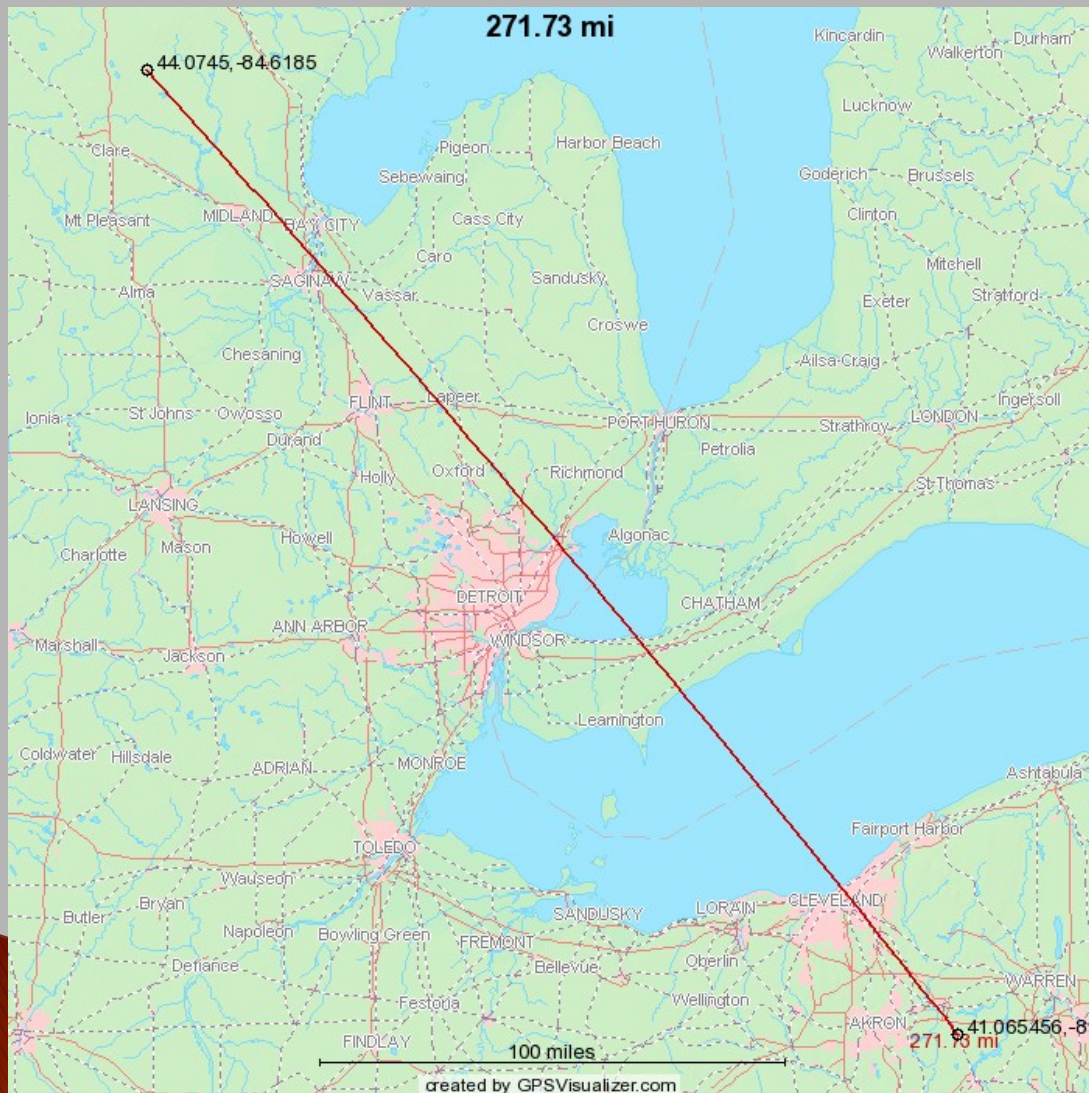 271.73 mi
Kincardin
Durham
Walkerton
44.0745,-84.6185
Lucknow
Harbor Beach
Pigeon
Clare
Sebewaing
Goderich
Brussels
MIDLAND
Cass City
Clinton
Mt Pleasant
BAY CITY
Caro
Mitchell
SAGINAW
Sandusky
Alma
Vassar
Exeter
Stratford
Croswe
Chesaning
Ailsa-Craig
Lapeer
Ingersoll
FLINT
St Johns
Owosso
Ionia
PORT HURON
LONDON
Strathroy
Durand
Petrolia
Oxford
Richmond
Holly
St Thomas
LANSING
Algonac
Howell
Mason
Charlotte
DETROIT
CHATHAM
ANN ARBOR
WINDSOR
Marshall
Jackson
Leamington
Coldwater
Hillsdale
ADRIAN
MONROE
Ashtabula
Fairport Harbor
TOLEDO
Wauseon
CLEVELAND
Bryan
LORAIN
SANDUSKY
Butler
Napoleon
Bowling Green
FREMONT
Oberlin
Defiance
Bellevue
WARREN
Festoria
Wellington
AKRON
41.065456,-8
271.73 mi
FINDLAY
100 miles
created by GPSVisualizer.com